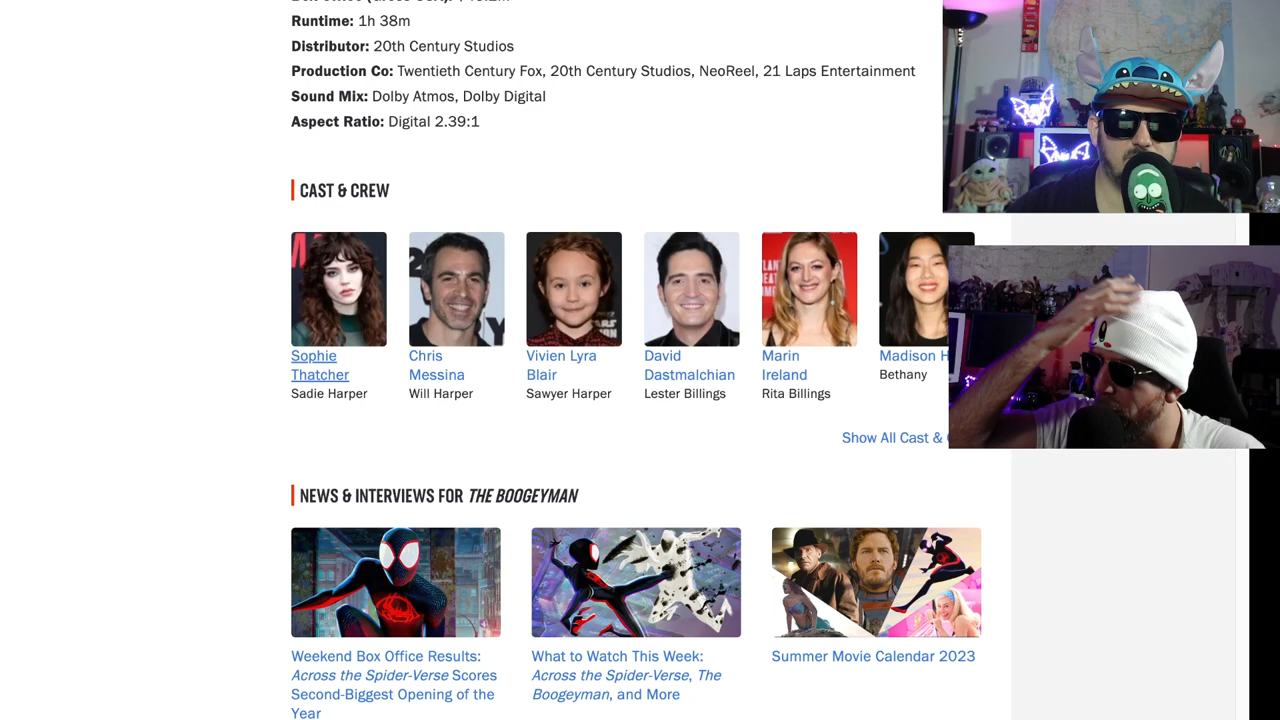 Runtime: 1h 38m
Distributor: 20th Century Studios
Production Co: Twentieth Century Fox, 20th Century Studios, NeoReel, 21 Laps Entertainment
Sound Mix: Dolby Atmos, Dolby Digital
Aspect Ratio: Digital 2.39:1
CAST & CREW
Sophie
Thatcher
Sadie Harper
Chris
Messina
Will Harper
Vivien Lyra
Blair
Sawyer Harper
David
Dastmalchian
Lester Billings
Marin
Ireland
Rita Billings
Madison H
Bethany
Show All Cast &
NEWS & INTERVIEWS FOR THE BOOGEYMAN
Weekend Box Office Results:
Across the Spider-Verse Scores
Second-Biggest Opening of the
Year
What to Watch This Week:
Across the Spider-Verse, The
Boogeyman, and More
Summer Movie Calendar 2023